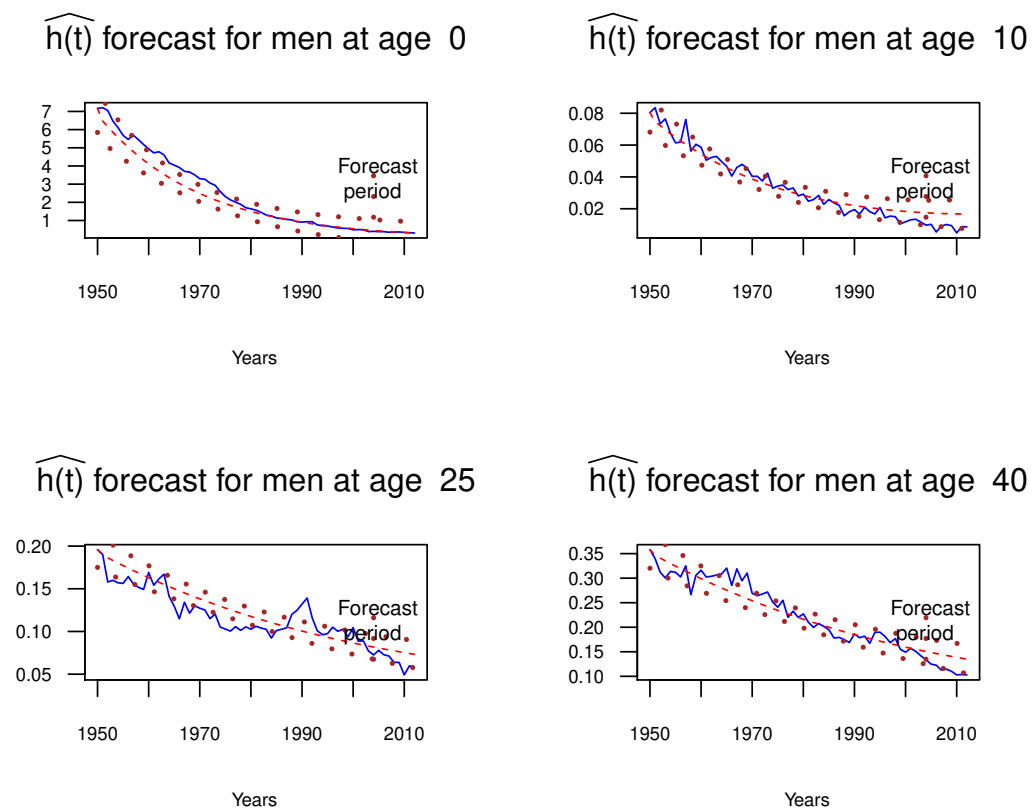 h(t) forecast for men at age 0
7
6
5
4
3
2
1
Forecast
period
1950 1970 1990 2010
Years
h(t) forecast for men at age 10
0.08
0.06
0.04
0.02
Forecast
period
1950 1970 1990 2010
Years
h(t) forecast for men at age 25
0.20
0.15
0.10
0.05
Forecast
period
1950 1970 1990 2010
Years
h(t) forecast for men at age 40
0.35
0.30
0.25
0.20
0.15
0.10
Forecast
period
1950 1970 1990 2010
Years